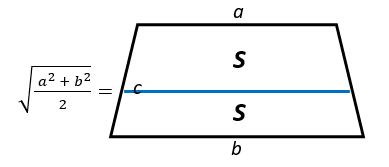 a
S
√((a² + b²)/2) = c
S
b